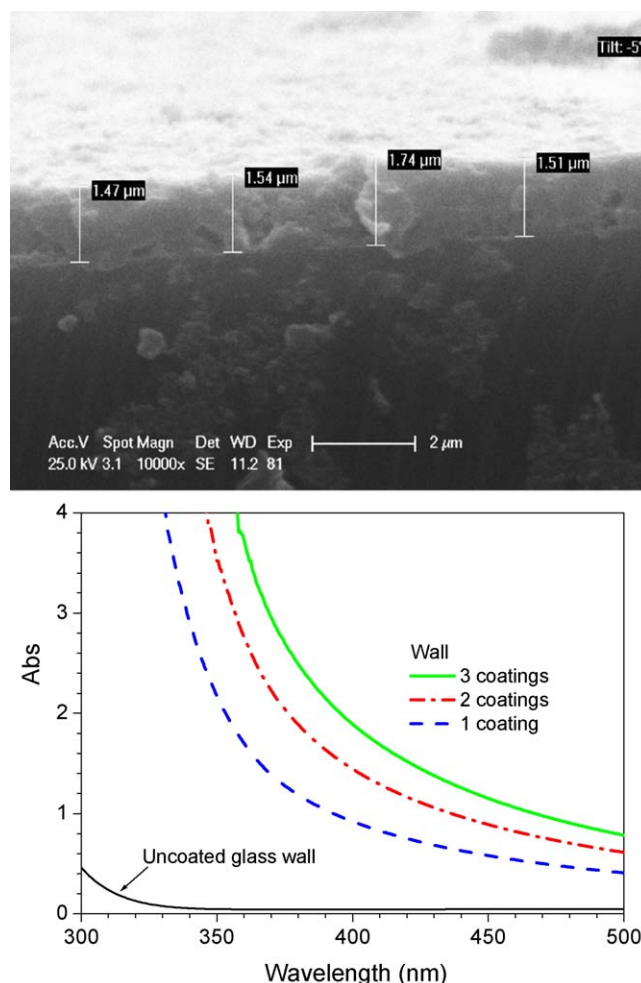 Tilt: -5°
1.47 µm
1.54 µm
1.74 µm
1.51 µm
Acc.V Spot Magn Det WD Exp
25.0 kV 3.1 10000x SE 11.2 81
2 µm
4
3
2
1
0
Abs
Wall
3 coatings
2 coatings
1 coating
Uncoated glass wall
300 350 400 450 500
Wavelength (nm)